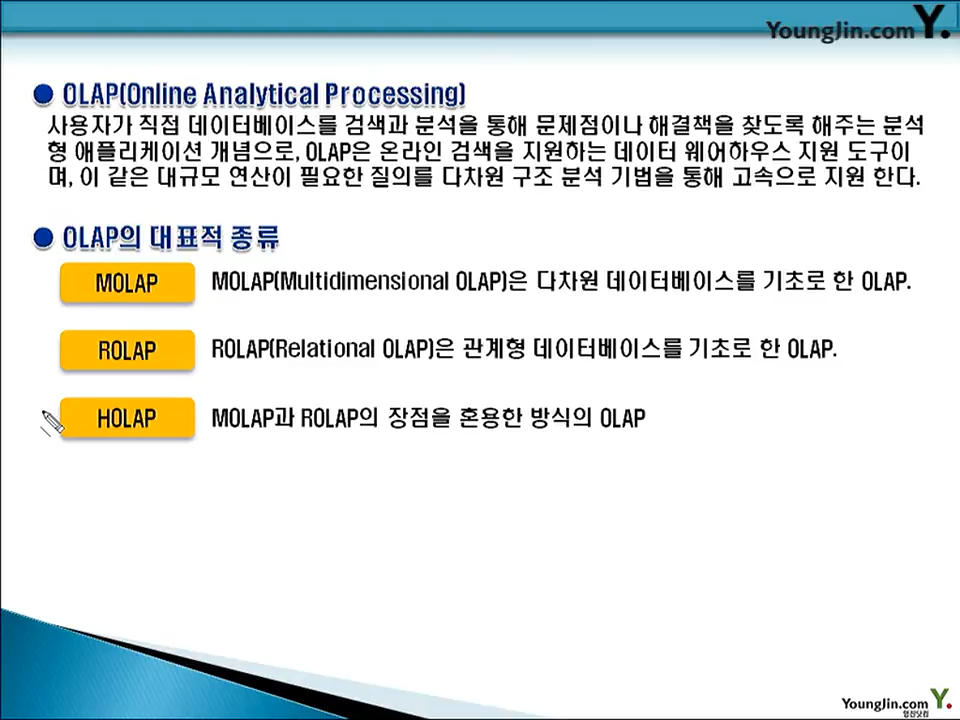 YoungJin.com Y.
OLAP(Online Analytical Processing)
사용자가 직접 데이터베이스를 검색과 분석을 통해 문제점이나 해결책을 찾도록 해주는 분석
형 애플리케이션 개념으로, OLAP은 온라인 검색을 지원하는 데이터 웨어하우스 지원 도구이
며, 이 같은 대규모 연산이 필요한 질의를 다차원 구조 분석 기법을 통해 고속으로 지원 한다.
OLAP의 대표적 종류
MOLAP MOLAP(Multidimensional OLAP)은 다차원 데이터베이스를 기초로 한 OLAP.
ROLAP ROLAP(Relational OLAP)은 관계형 데이터베이스를 기초로 한 OLAP.
HOLAP MOLAP과 ROLAP의 장점을 혼용한 방식의 OLAP
YoungJin.com Y.
영진닷컴